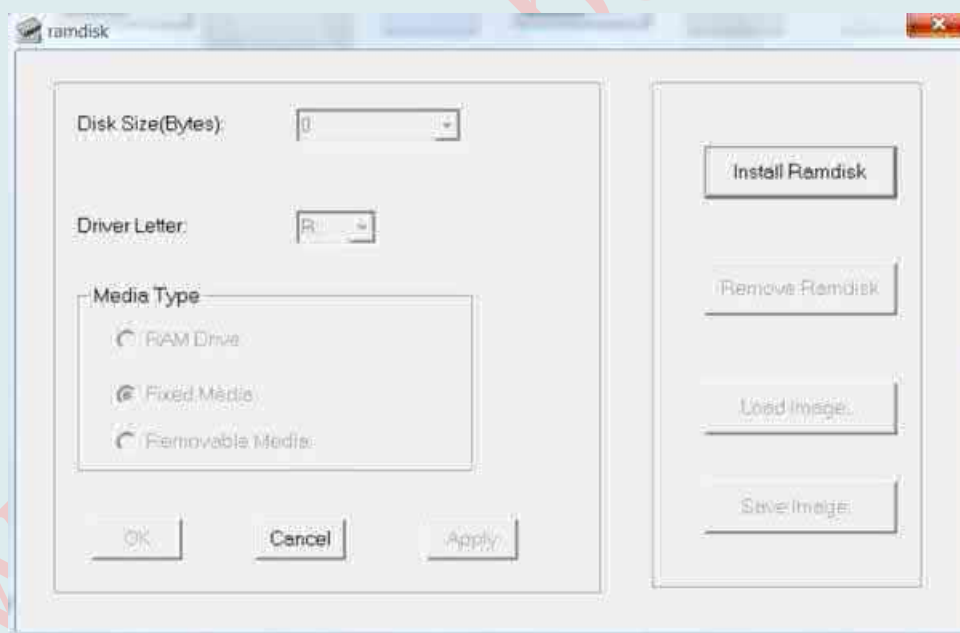 ramdisk
Disk Size(Bytes):
0
Driver Letter:
R:
Media Type
RAM Drive
Fixed Media
Removable Media
OK
Cancel
Apply
Install Ramdisk
Remove Ramdisk
Load Image.
Save Image.